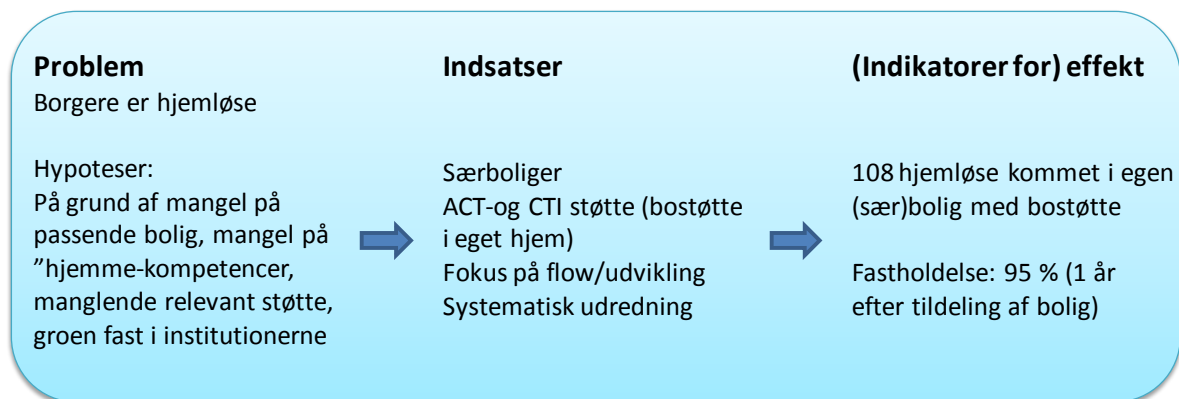 Problem
Borgere er hjemløse
Hypoteser:
På grund af mangel på
passende bolig, mangel på
”hjemme-kompetencer,
manglende relevant støtte,
groen fast i institutionerne
Indsatser
Særboliger
ACT-og CTI støtte (bostøtte
i eget hjem)
Fokus på flow/udvikling
Systematisk udredning
(Indikatorer for) effekt
108 hjemløse kommet i egen
(sær)bolig med bostøtte
Fastholdelse: 95 % (1 år
efter tildeling af bolig)